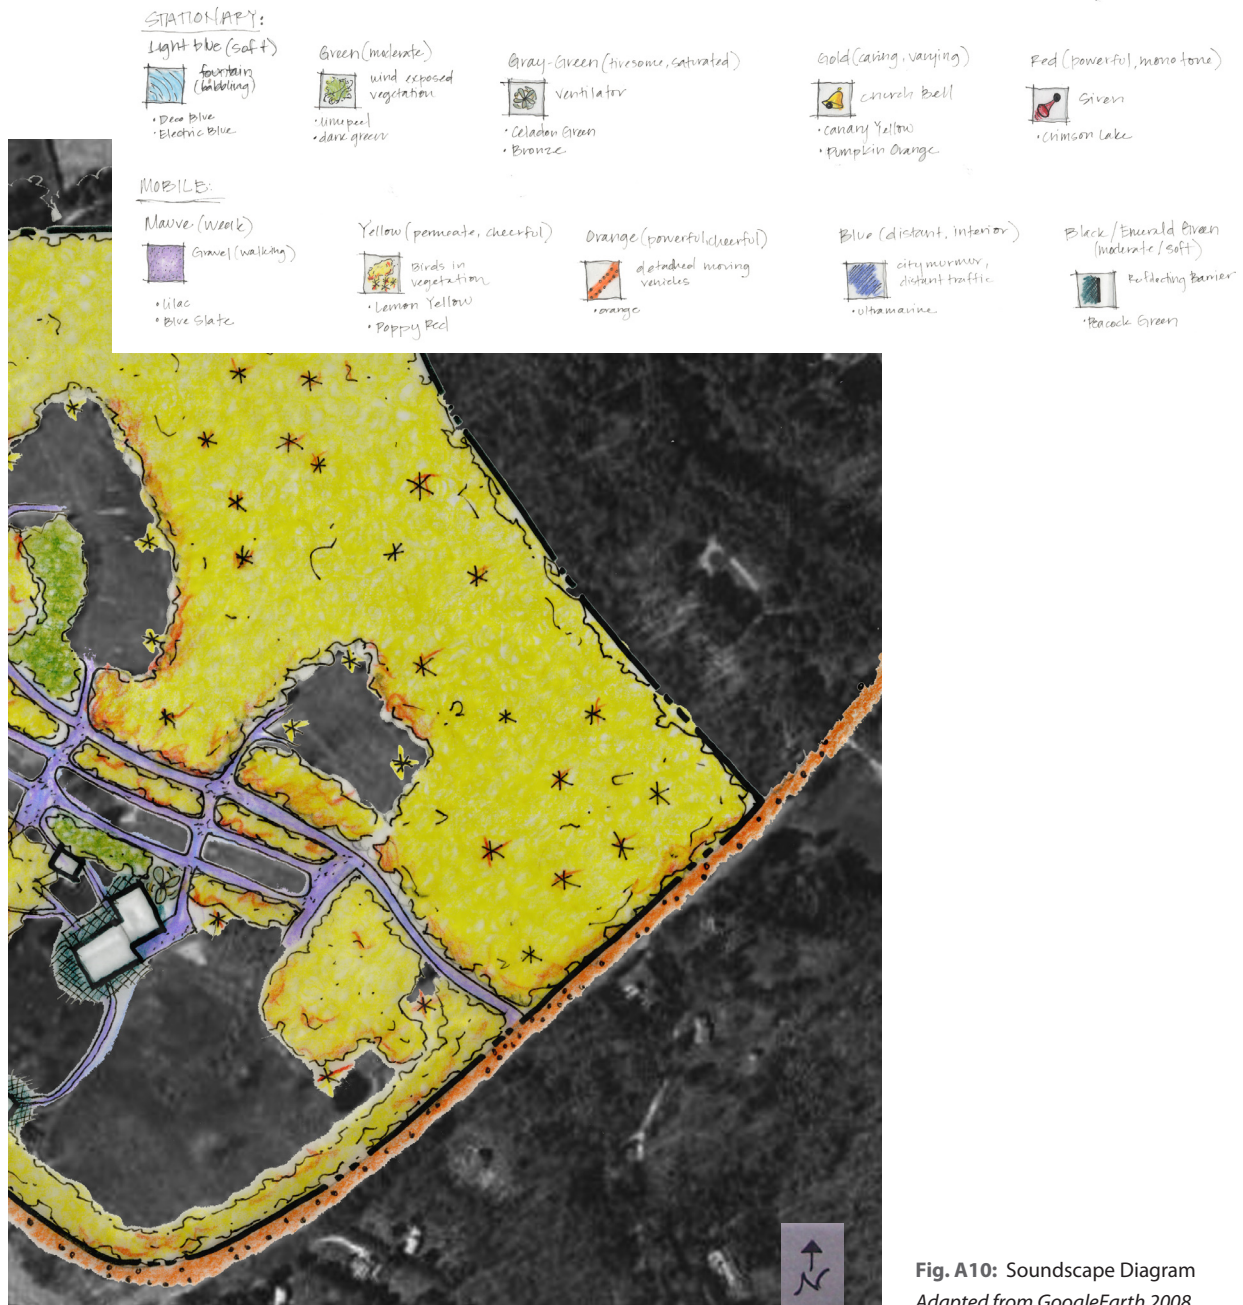 STATIONARY:
Light blue (soft)
fountain
(babbling)
• Deco Blue
• Electric Blue
Green (moderate)
wind exposed
vegetation
• Limepeel
• dark green
Gray-Green (tiresome, saturated)
ventilator
• Celadon Green
• Bronze
Gold (caring, varying)
church bell
• Canary Yellow
• Pumpkin Orange
Red (powerful, monotone)
Siren
• Crimson Lake
MOBILE:
Mauve (weak)
Gravel (walking)
• Lilac
• Blue Slate
Yellow (permeate, cheerful)
Birds in
vegetation
• Lemon Yellow
• Poppy Red
Orange (powerful, cheerful)
detached moving
vehicles
• orange
Blue (distant, interior)
city murmur,
distant traffic
• ultramarine
Black / Emerald Green
(moderate / soft)
Reflecting Barrier
• Peacock Green
N
Fig. A10: Soundscape Diagram
Adapted from GoogleEarth 2008